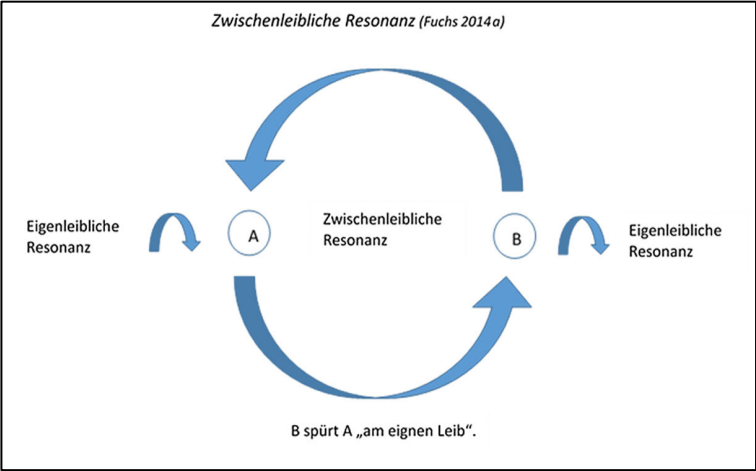 Zwischenleibliche Resonanz (Fuchs 2014a)
Eigenleibliche
Resonanz
A
Zwischenleibliche
Resonanz
B
Eigenleibliche
Resonanz
B spürt A „am eignen Leib“.